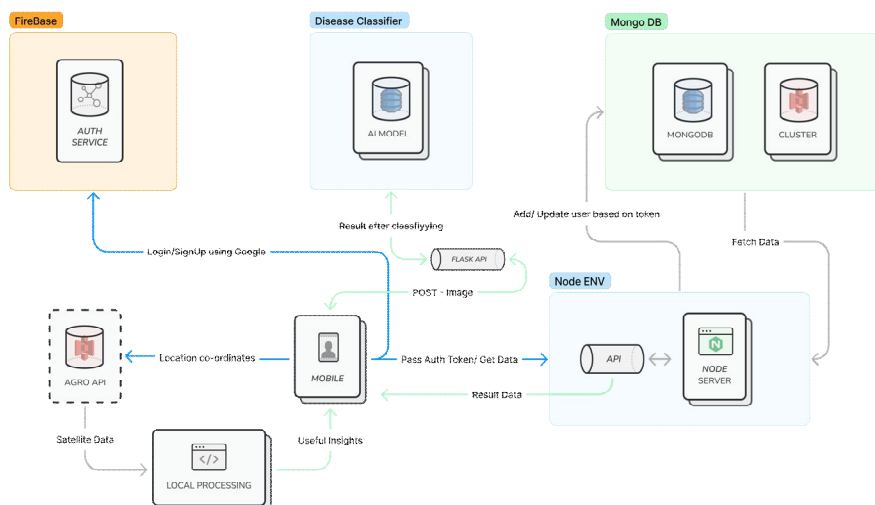 FireBase
Disease Classifier
Mongo DB
AUTH
SERVICE
AI MODEL
MONGODB
CLUSTER
Result efter classfiyying
Add/ Update user based on token
Login/SignUp using Google
FLASK API
Fetch Data
POST - Image
Node ENV
AGRO API
Location co-ordinates
MOBILE
Pass Auth Token/ Get Data
API
NODE
SERVER
Result Data
Satellite Data
Useful Insights
LOCAL PROCESSING